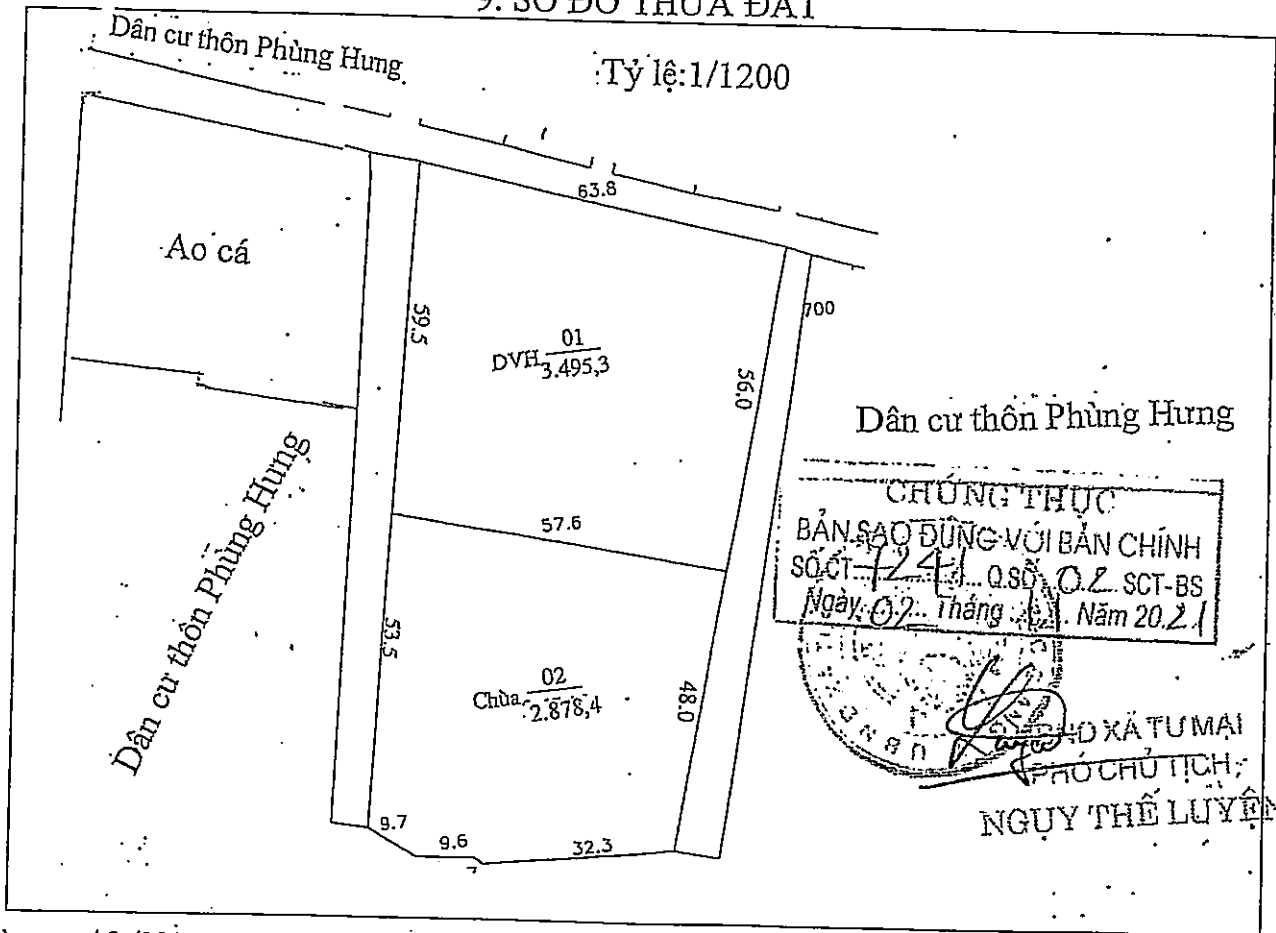 9. SƠ ĐỒ THỬA ĐẤT
Dân cư thôn Phùng Hưng
Tỷ lệ:1/1200
63.8
Ao cá
700
59.5
DVH 01
3.495,3
56.0
Dân cư thôn Phùng Hưng
CHỨNG THỰC
BẢN SAO ĐÚNG VỚI BẢN CHÍNH
SỐ CT 1241 Q.SỐ 02 SCT-BS
Ngày 02 Tháng 11 Năm 2021
57.6
Dân cư thôn Phùng Hưng
53.5
Chùa 02
2.878,4
48.0
XÃ TƯ MẠI
PHÓ CHỦ TỊCH
NGỤY THẾ LUYỆN
9.7
9.6
32.3